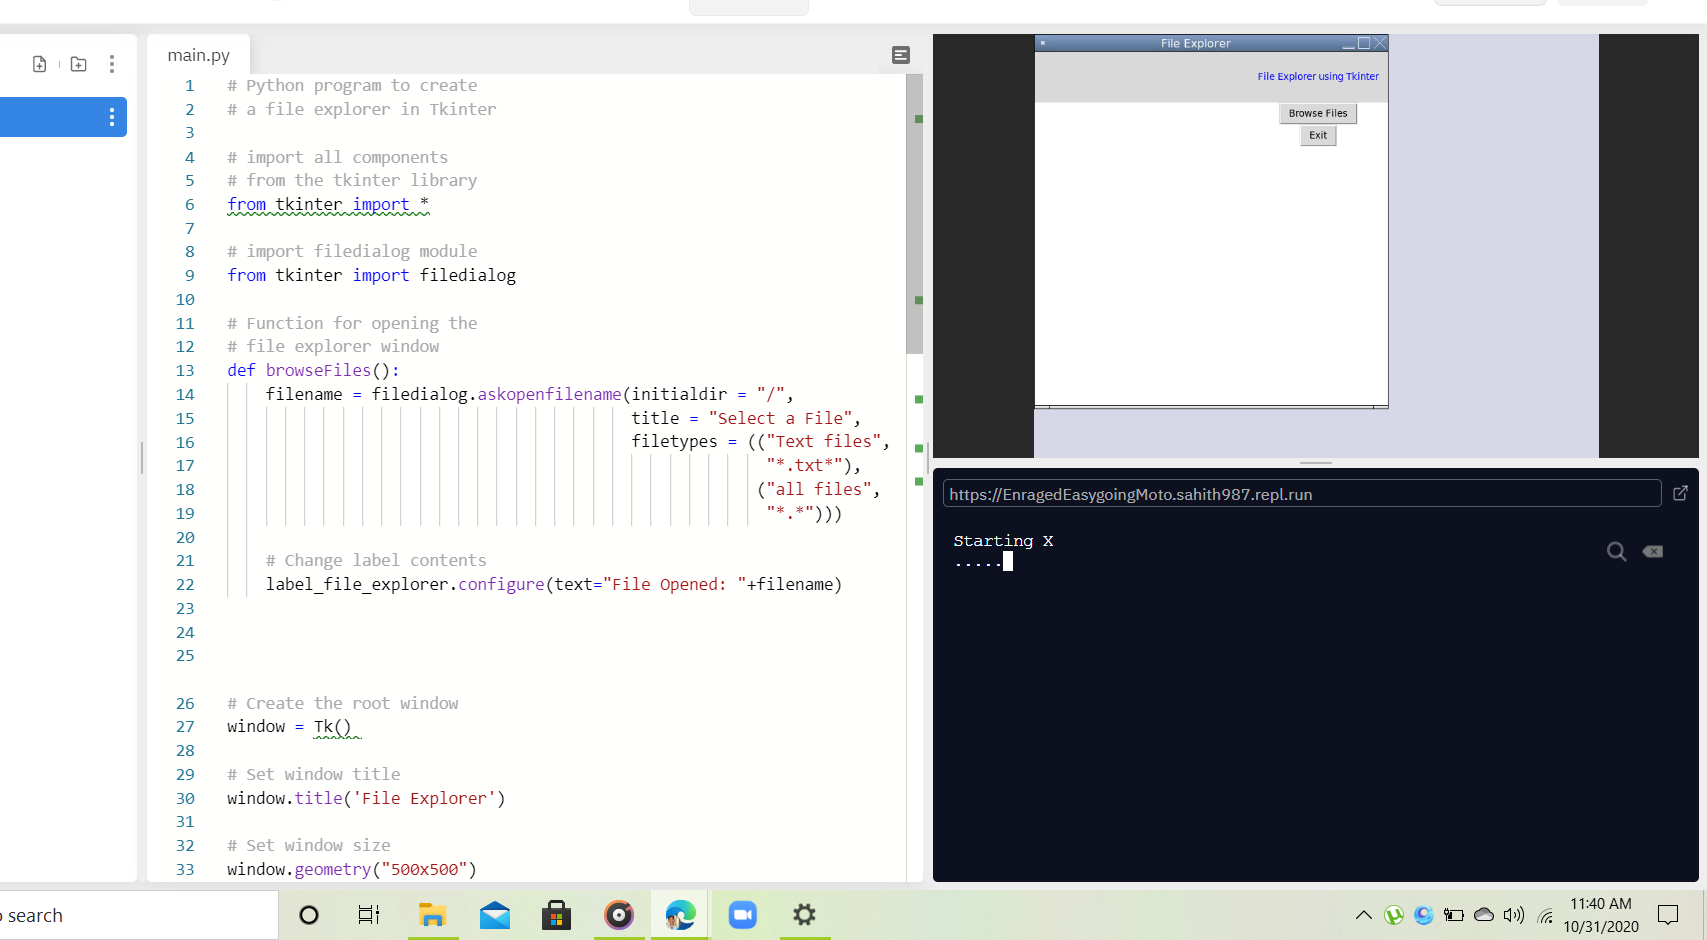 main.py
1 # Python program to create
2 # a file explorer in Tkinter
3
4 # import all components
5 # from the tkinter library
6 from tkinter import *
7
8 # import filedialog module
9 from tkinter import filedialog
10
11 # Function for opening the
12 # file explorer window
13 def browseFiles():
14 filename = filedialog.askopenfilename(initialdir = "/",
15 title = "Select a File",
16 filetypes = (("Text files",
17 "*.txt*"),
18 ("all files",
19 "*.*")))
20
21 # Change label contents
22 label_file_explorer.configure(text="File Opened: "+filename)
23
24
25
26 # Create the root window
27 window = Tk()
28
29 # Set window title
30 window.title('File Explorer')
31
32 # Set window size
33 window.geometry("500x500")
File Explorer
File Explorer using Tkinter
Browse Files
Exit
https://EnragedEasygoingMoto.sahith987.repl.run
Starting X
.....
search
11:40 AM
10/31/2020